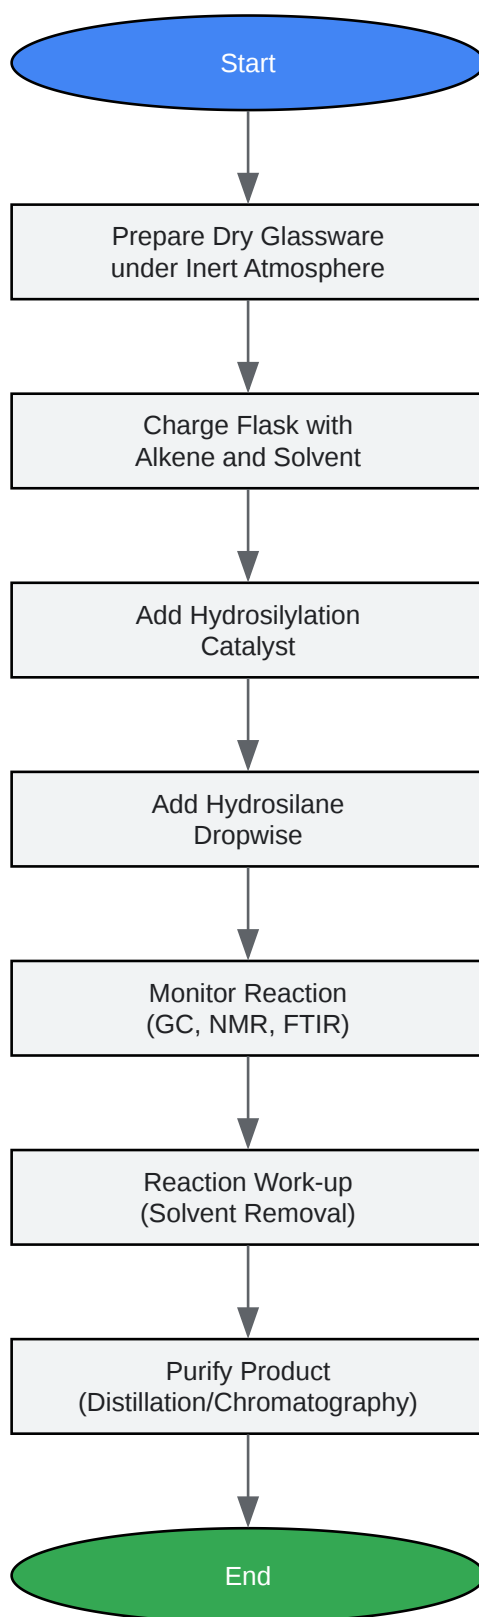 Start
Prepare Dry Glassware
under Inert Atmosphere
Charge Flask with
Alkene and Solvent
Add Hydrosilylation
Catalyst
Add Hydrosilane
Dropwise
Monitor Reaction
(GC, NMR, FTIR)
Reaction Work-up
(Solvent Removal)
Purify Product
(Distillation/Chromatography)
End